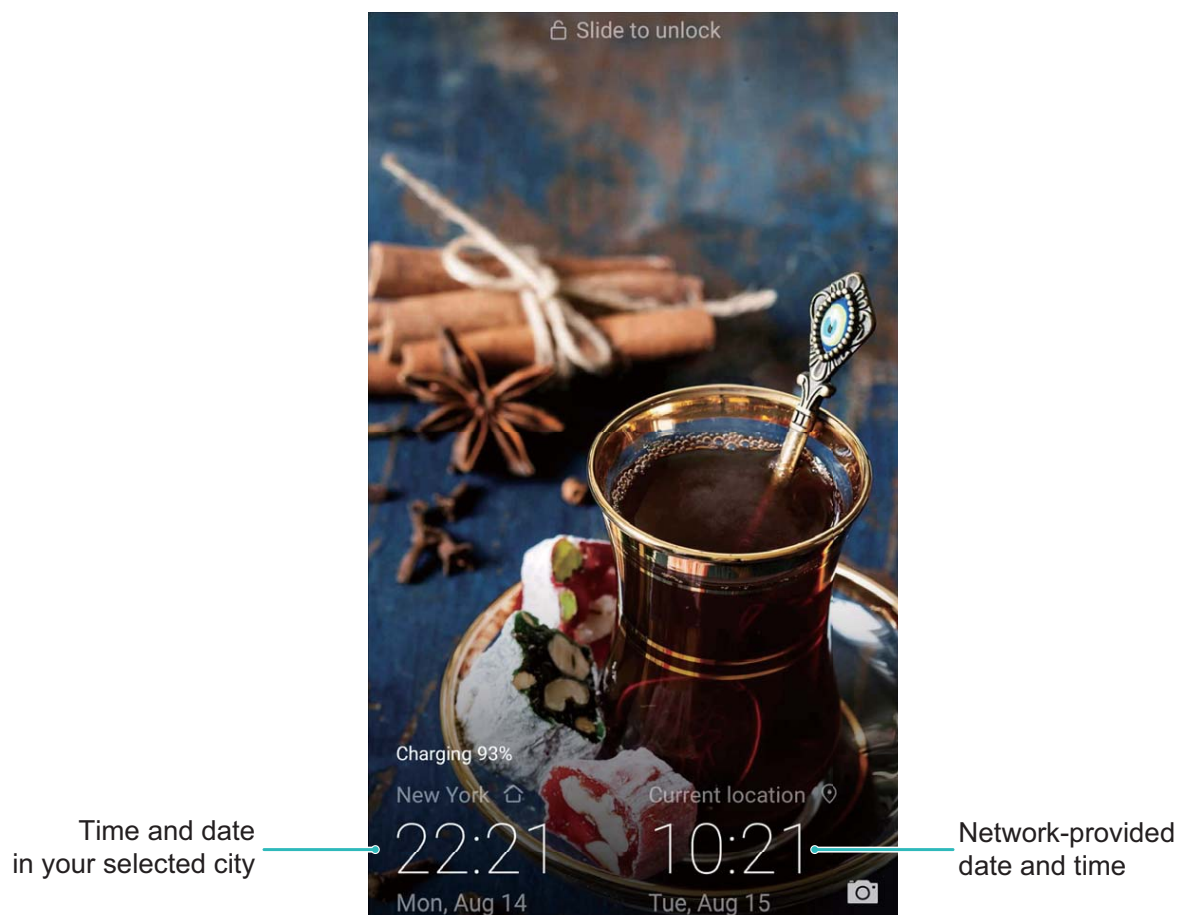 Slide to unlock
Charging 93%
New York
Current location
22:21
10:21
Mon, Aug 14
Tue, Aug 15
Time and date
in your selected city
Network-provided
date and time